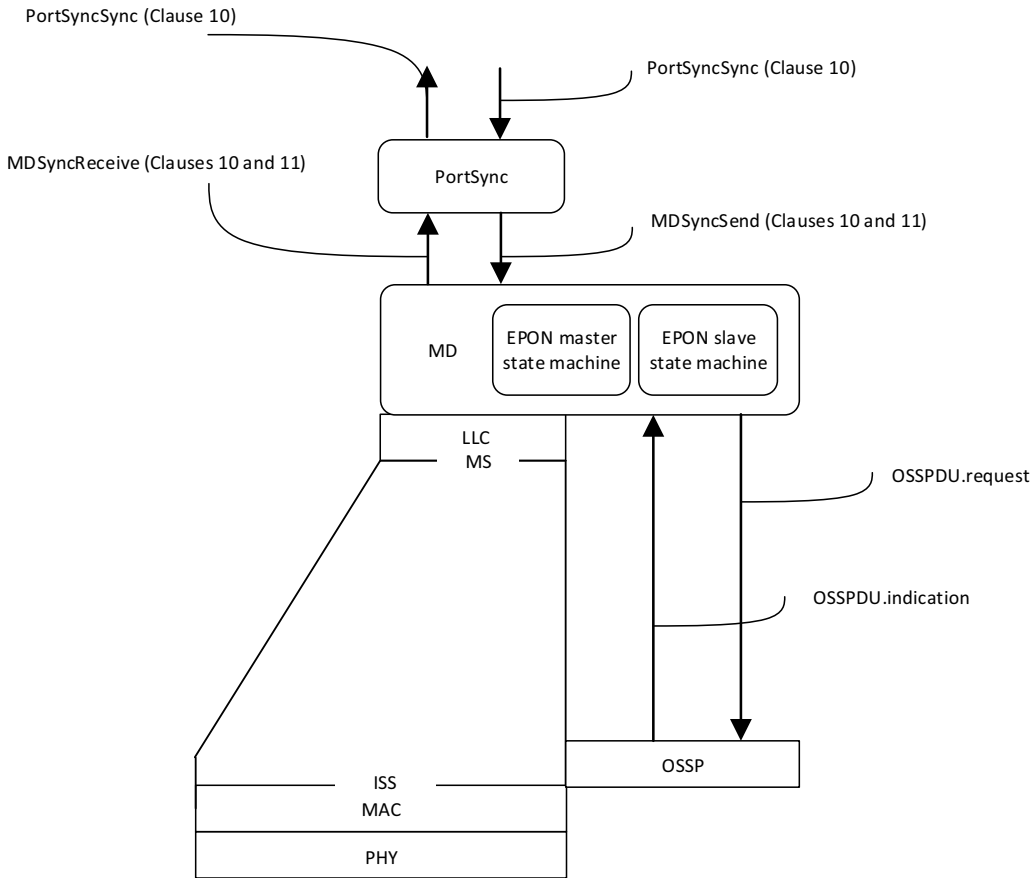 PortSyncSync (Clause 10)
PortSyncSync (Clause 10)
MDSyncReceive (Clauses 10 and 11)
PortSync
MDSyncSend (Clauses 10 and 11)
MD
EPON master
state machine
EPON slave
state machine
LLC
MS
OSSPDU.request
OSSPDU.indication
OSSP
ISS
MAC
PHY